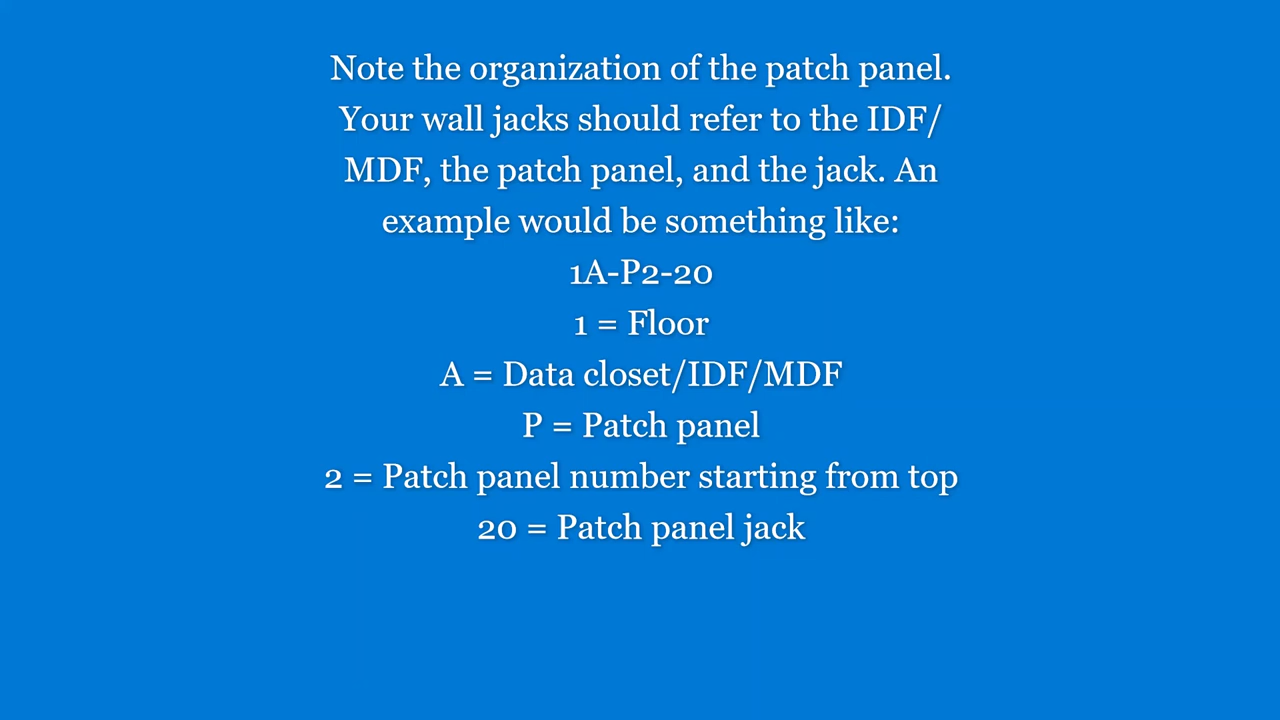 Note the organization of the patch panel.
Your wall jacks should refer to the IDF/
MDF, the patch panel, and the jack. An
example would be something like:
1A-P2-20
1 = Floor
A = Data closet/IDF/MDF
P = Patch panel
2 = Patch panel number starting from top
20 = Patch panel jack